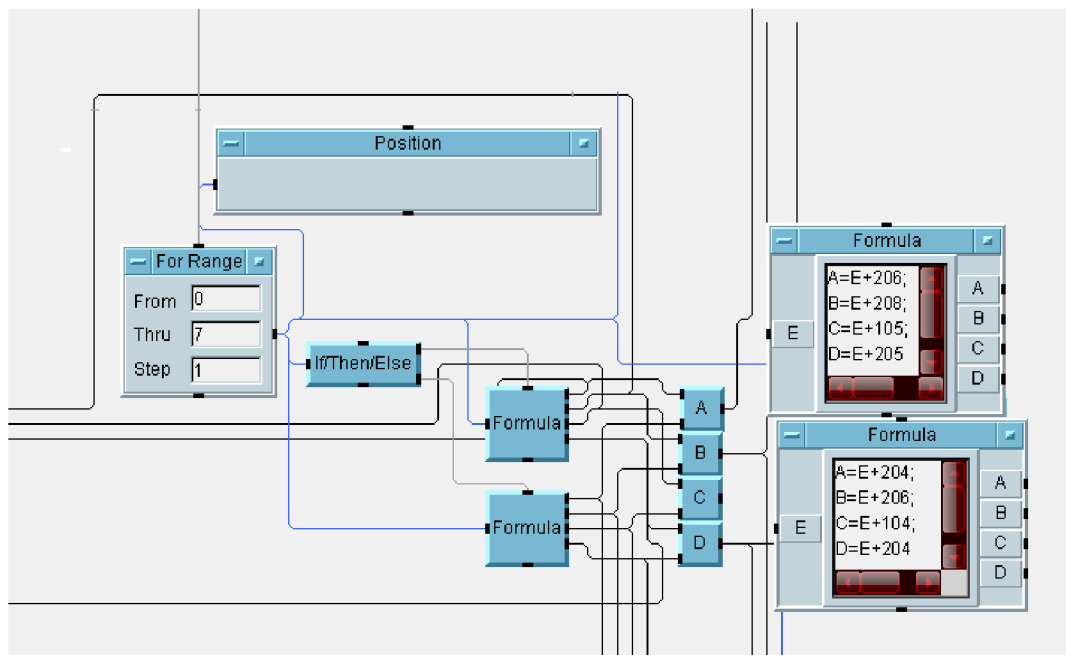 Position
For Range
From 0
Thru 7
Step 1
If/Then/Else
Formula
Formula
A
B
C
D
Formula
E
A=E+206;
B=E+208;
C=E+105;
D=E+205
A
B
C
D
Formula
E
A=E+204;
B=E+206;
C=E+104;
D=E+204
A
B
C
D